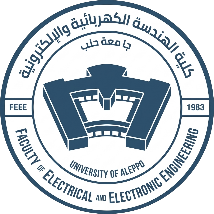 كلية الهندسة الكهربائية والإلكترونية
جامعة حلب
FEEE
1983
UNIVERSITY OF ALEPPO
FACULTY OF ELECTRICAL AND ELECTRONIC ENGINEERING